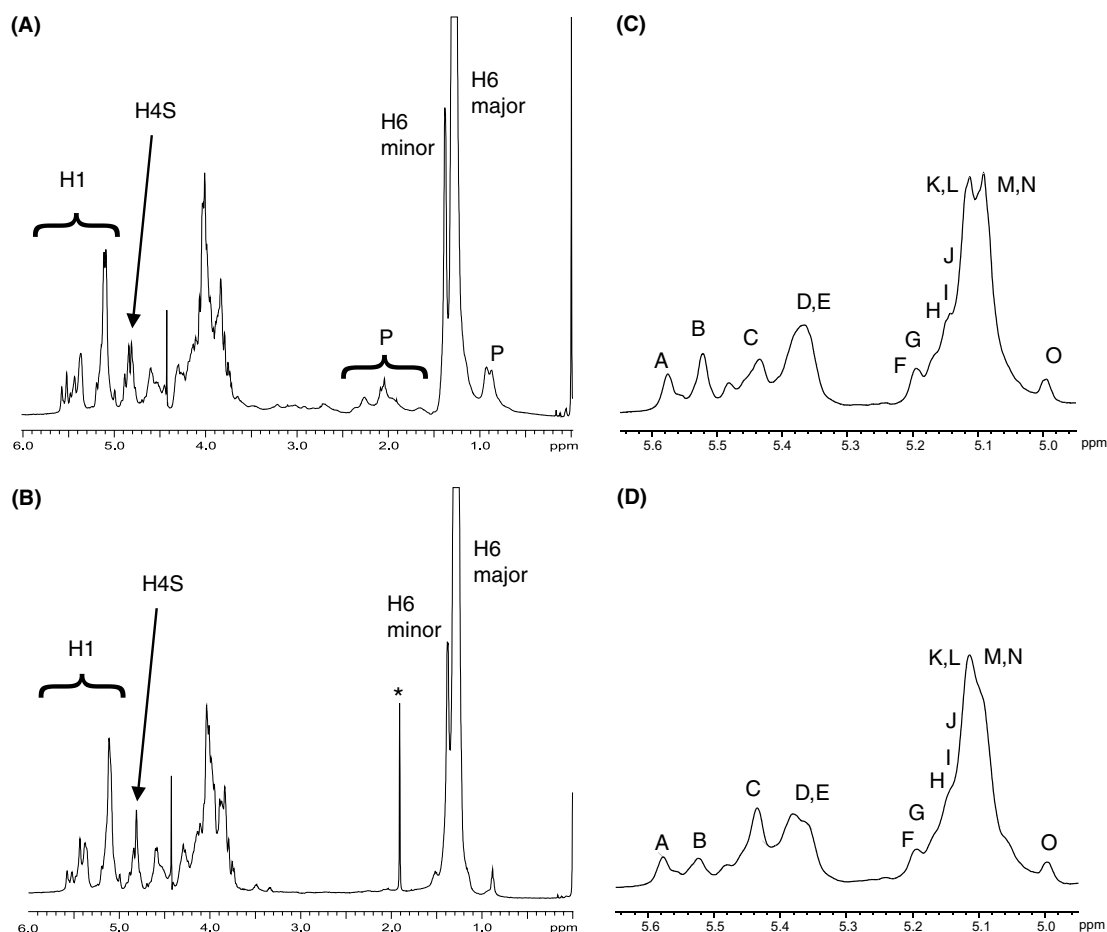 (A)
H6
major
H4S
H6
minor
H1
P
P
6.0 5.0 4.0 3.0 2.0 1.0 ppm
(C)
K,L M,N
J
I
H
G
F
D,E
C
B
A
O
5.6 5.5 5.4 5.3 5.2 5.1 5.0 ppm
(B)
H6
major
H4S
H6
minor
H1
*
6.0 5.0 4.0 3.0 2.0 1.0 ppm
(D)
K,L M,N
J
I
H
G
F
C
D,E
A
B
O
5.6 5.5 5.4 5.3 5.2 5.1 5.0 ppm